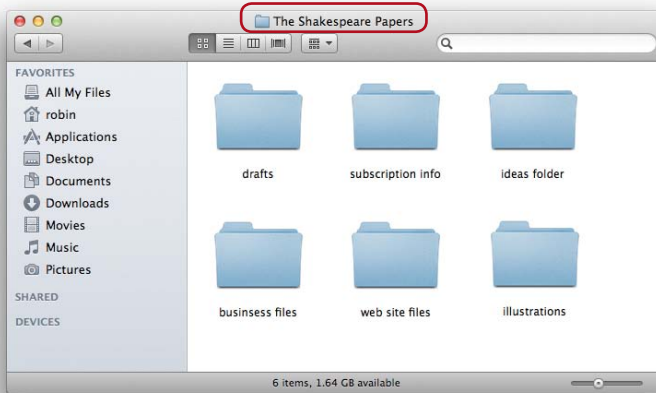 The Shakespeare Papers
FAVORITES
All My Files
robin
Applications
Desktop
Documents
Downloads
Movies
Music
Pictures
SHARED
DEVICES
drafts
subscription info
ideas folder
businsess files
web site files
illustrations
6 items, 1.64 GB available